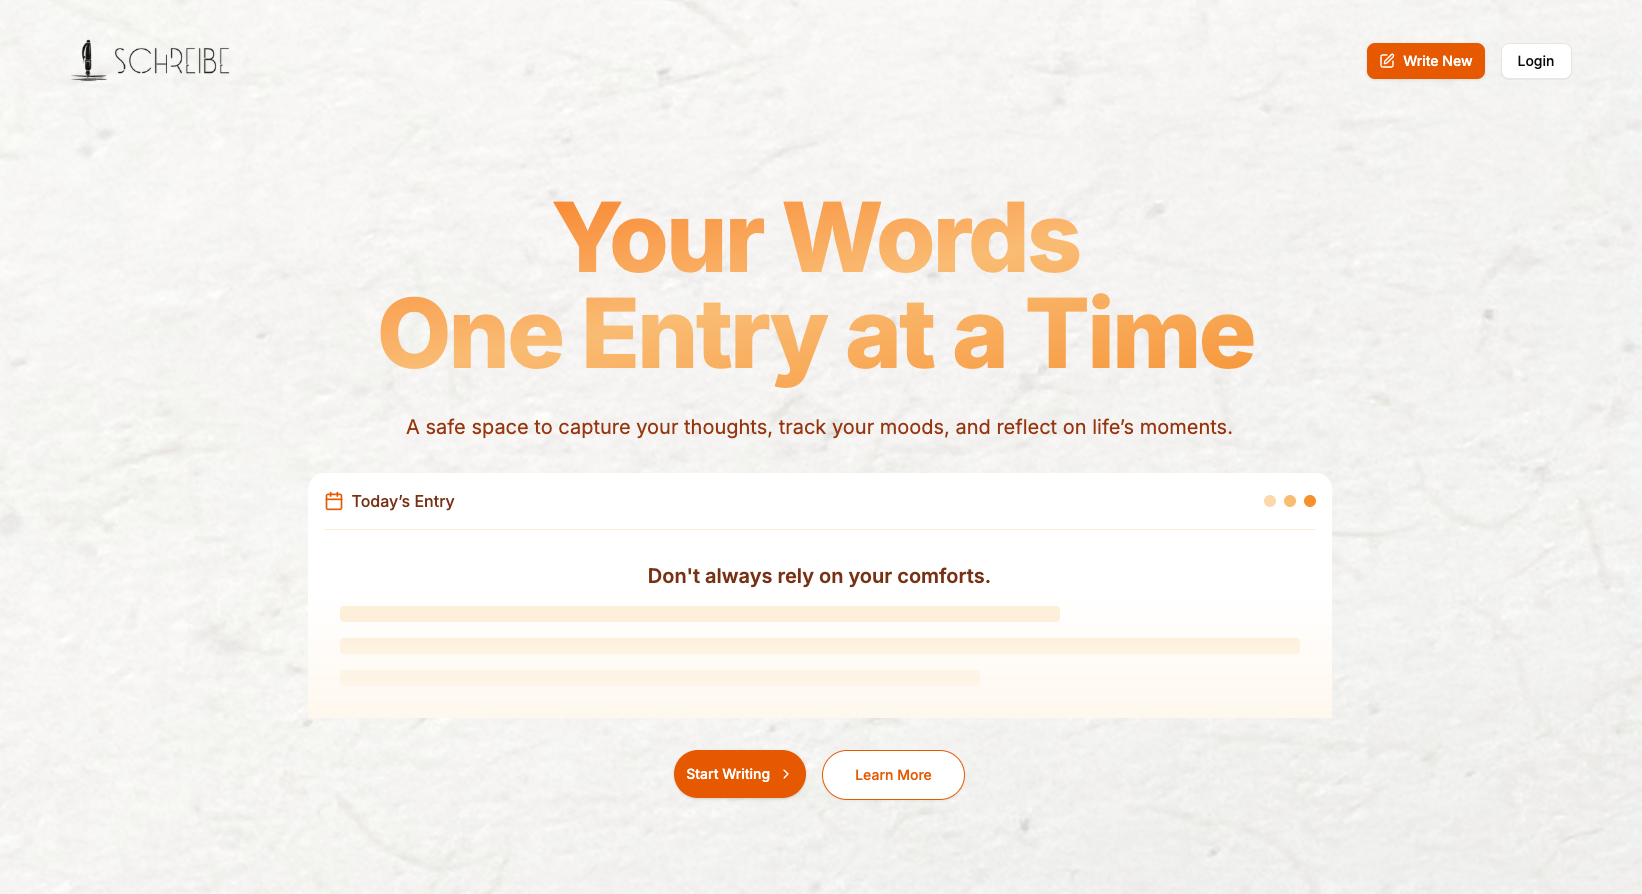 SCHREIBE
Write New
Login
Your Words
One Entry at a Time
A safe space to capture your thoughts, track your moods, and reflect on life’s moments.
Today’s Entry
Don't always rely on your comforts.
Start Writing
Learn More